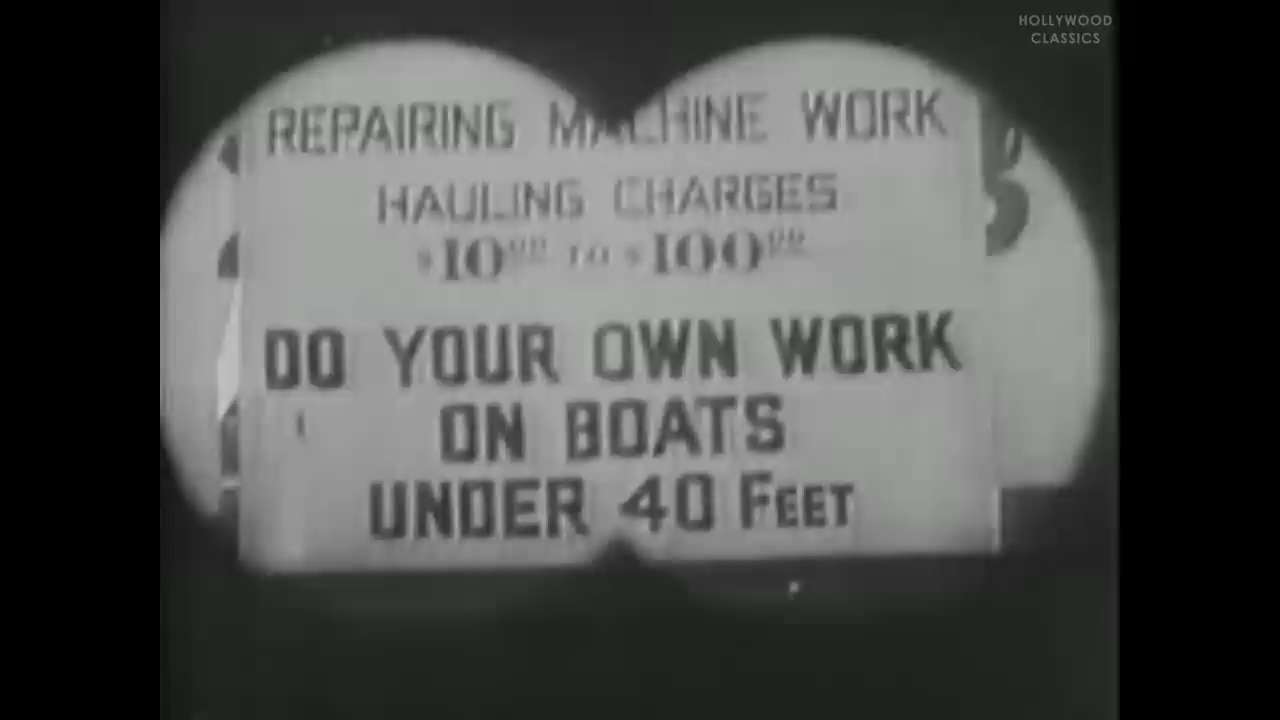 HOLLYWOOD
CLASSICS
REPAIRING MACHINE WORK
HAULING CHARGES
$10.00 TO $100.00
DO YOUR OWN WORK
ON BOATS
UNDER 40 FEET